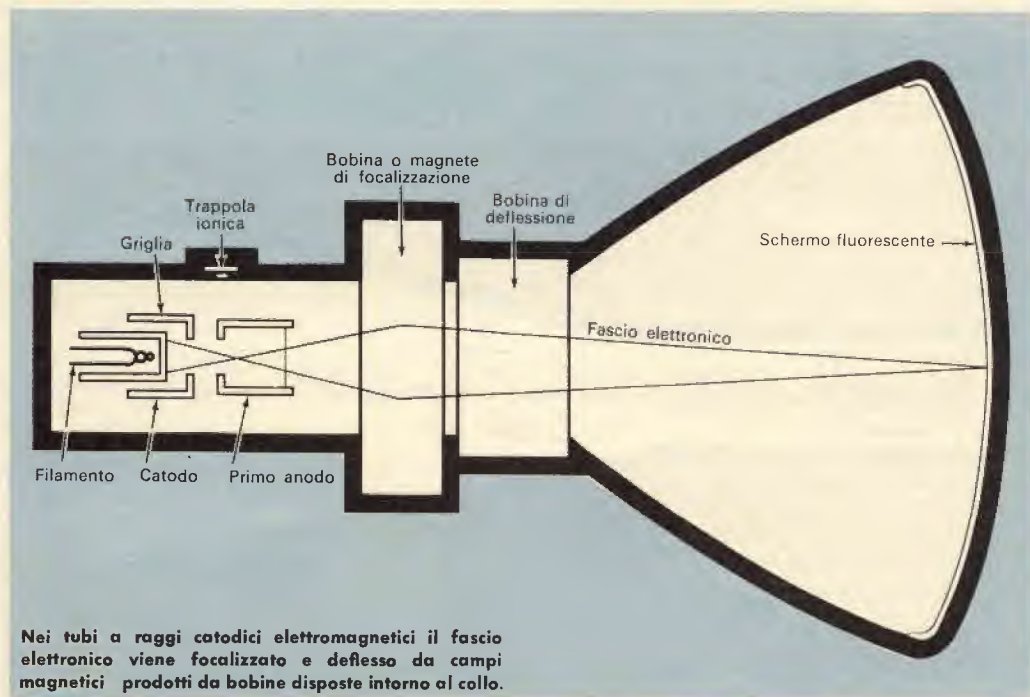 Bobina o magnete
di focalizzazione
Bobina di
deflessione
Trappola
ionica
Griglia
Schermo fluorescente
Fascio elettronico
Filamento
Catodo
Primo anodo
Nei tubi a raggi catodici elettromagnetici il fascio
elettronico viene focalizzato e deflesso da campi
magnetici prodotti da bobine disposte intorno al collo.